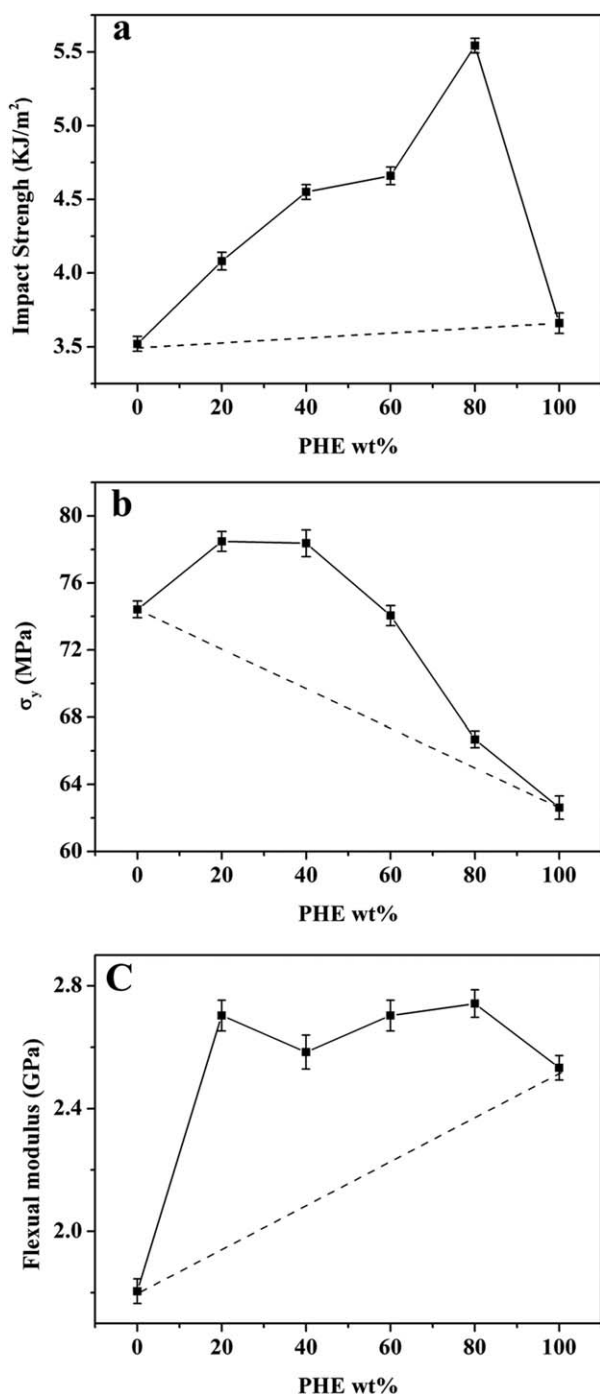 a
5.5
5.0
4.5
4.0
3.5
Impact Strengh (KJ/m²)
0 20 40 60 80 100
PHE wt%
b
80
76
72
68
64
60
σy (MPa)
0 20 40 60 80 100
PHE wt%
C
2.8
2.4
2.0
Flexual modulus (GPa)
0 20 40 60 80 100
PHE wt%